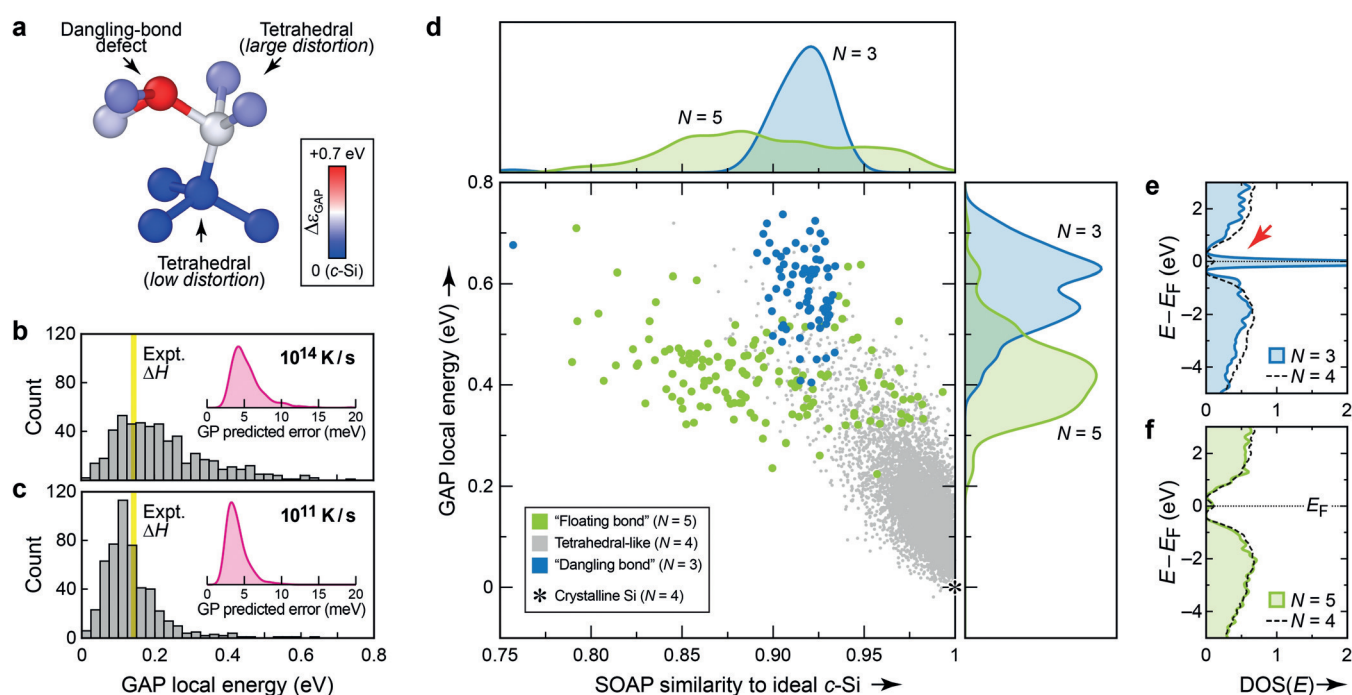 a
Dangling-bond
defect
Tetrahedral
(large distortion)
+0.7 eV
ΔεGAP
0 (c-Si)
Tetrahedral
(low distortion)
b
120
80
40
Count
Expt.
ΔH
10¹⁴ K/s
0 5 10 15 20
GP predicted error (meV)
c
120
80
40
0
Count
Expt.
ΔH
10¹¹ K/s
0 5 10 15 20
GP predicted error (meV)
0 0.2 0.4 0.6 0.8
GAP local energy (eV)
d
N = 3
N = 5
0.8
0.6
0.4
0.2
0
GAP local energy (eV)
"Floating bond" (N = 5)
Tetrahedral-like (N = 4)
"Dangling bond" (N = 3)
* Crystalline Si (N = 4)
*
0.75 0.80 0.85 0.90 0.95 1
SOAP similarity to ideal c-Si
N = 3
N = 5
e
2
0
−2
−4
E − EF (eV)
N = 3
N = 4
0 1 2
f
2
0
−2
−4
E − EF (eV)
EF
N = 5
N = 4
0 1 2
DOS(E)